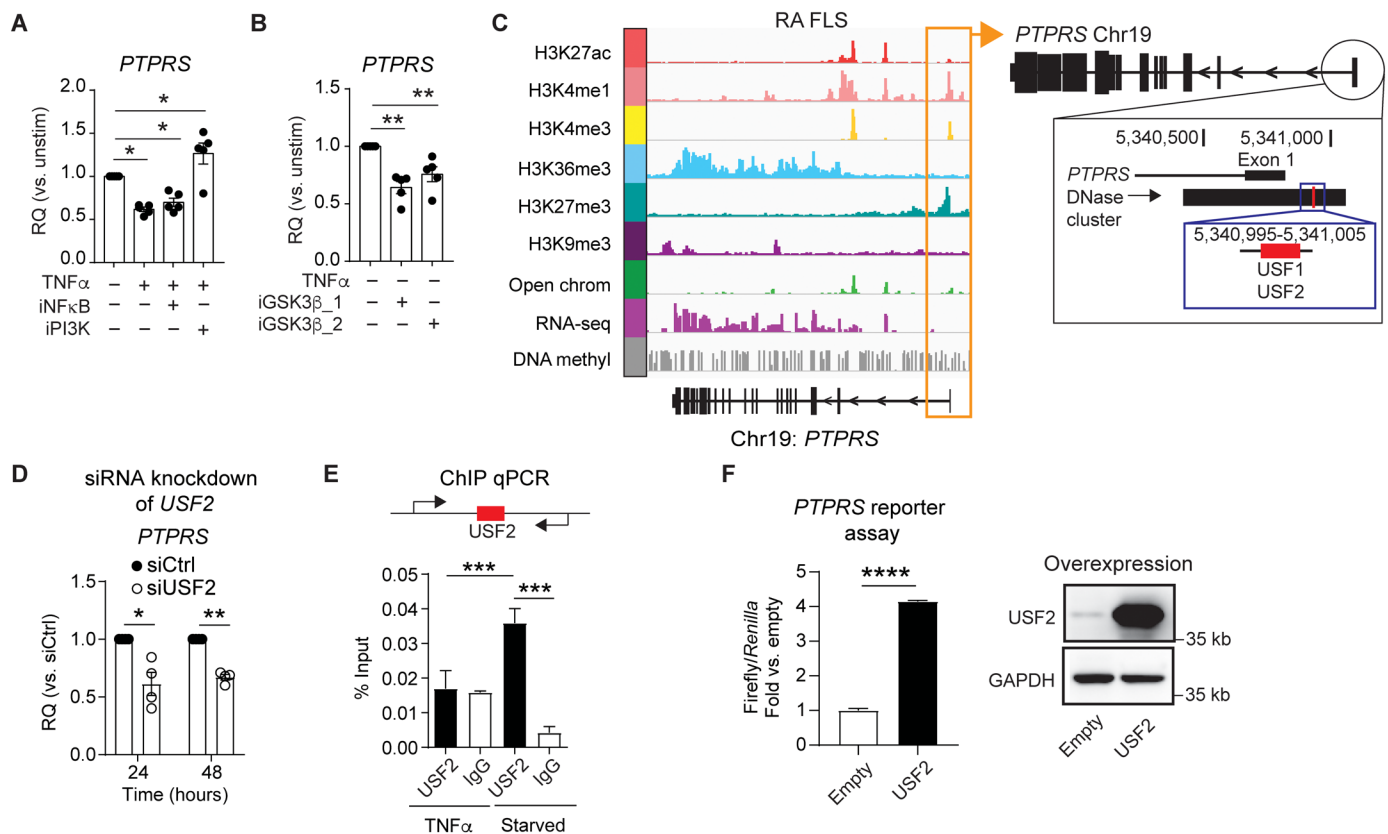 A
PTPRS
* 
*
*
RQ (vs. unstim)
1.5
1.0
0.5
0.0
TNFα – + + +
iNFκB – – + –
iPI3K – – – +
B
PTPRS
**
**
RQ (vs. unstim)
1.5
1.0
0.5
0.0
TNFα – – –
iGSK3β_1 – + –
iGSK3β_2 – – +
C
RA FLS
H3K27ac
H3K4me1
H3K4me3
H3K36me3
H3K27me3
H3K9me3
Open chrom
RNA-seq
DNA methyl
Chr19: PTPRS
PTPRS Chr19
5,340,500
5,341,000
Exon 1
PTPRS
DNase
cluster
5,340,995-5,341,005
USF1
USF2
D
siRNA knockdown
of USF2
PTPRS
siCtrl
siUSF2
* **
RQ (vs. siCtrl)
1.5
1.0
0.5
0.0
24 48
Time (hours)
E
ChIP qPCR
USF2
***
***
% Input
0.05
0.04
0.03
0.02
0.01
0.00
USF2 IgG USF2 IgG
TNFα Starved
F
PTPRS reporter
assay
****
Firefly/Renilla
Fold vs. empty
5
4
3
2
1
0
Empty USF2
Overexpression
USF2
35 kb
GAPDH
35 kb
Empty USF2